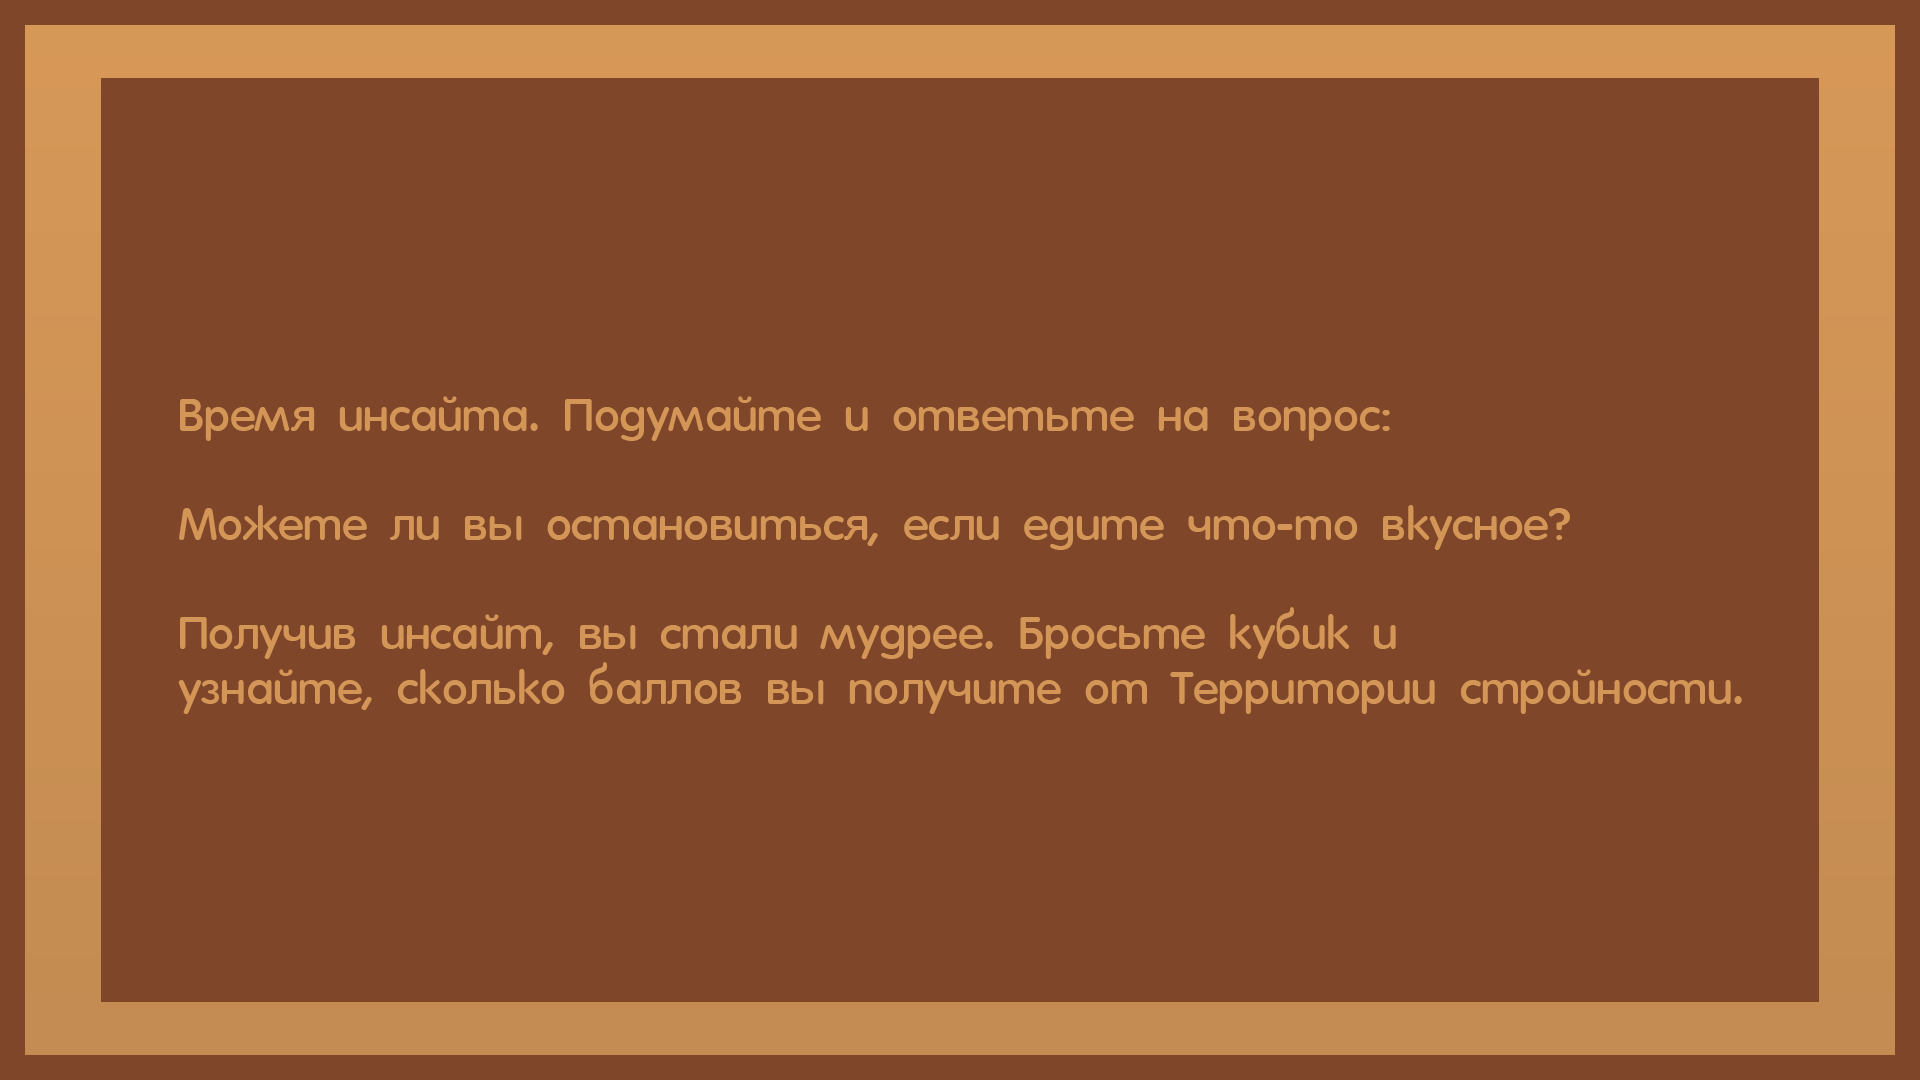 Время инсайта. Подумайте и ответьте на вопрос:
Можете ли вы остановиться, если едите что-то вкусное?
Получив инсайт, вы стали мудрее. Бросьте кубик и
узнайте, сколько баллов вы получите от Территории стройности.